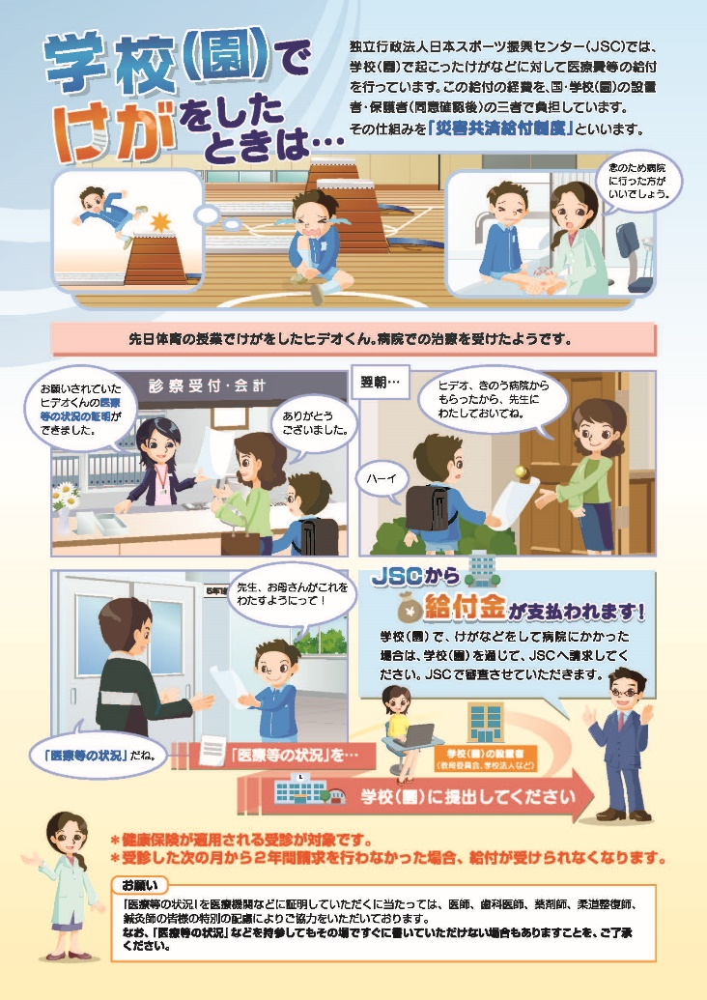 学校(園)で
けがをした
ときは…
独立行政法人日本スポーツ振興センター(JSC)では、
学校(園)で起こったけがなどに対して医療費等の給付
を行っています。この給付の経費を、国・学校(園)の設置
者・保護者(同意確認後)の三者で負担しています。
その仕組みを「災害共済給付制度」といいます。
念のため病院
に行った方が
いいでしょう。
先日体育の授業でけがをしたヒデオくん。病院での治療を受けたようです。
お願いされていた
ヒデオくんの医療
等の状況の証明が
できました。
診察受付・会計
ありがとう
ございました。
翌朝…
ヒデオ、きのう病院から
もらったから、先生に
わたしておいてね。
ハーイ
先生、お母さんがこれを
わたすようにって!
「医療等の状況」だね。
JSCから
給付金が支払われます!
学校(園)で、けがなどをして病院にかかった
場合は、学校(園)を通じて、JSCへ請求してく
ださい。JSCで審査させていただきます。
「医療等の状況」を…
学校(園)の設置者
(教育委員会、学校法人など)
学校(園)に提出してください
*健康保険が適用される受診が対象です。
*受診した次の月から2年間請求を行わなかった場合、給付が受けられなくなります。
お願い
「医療等の状況」を医療機関などに証明していただくに当たっては、医師、歯科医師、薬剤師、柔道整復師、
鍼灸師の皆様の特別の配慮によりご協力をいただいております。
なお、「医療等の状況」などを持参してもその場ですぐに書いていただけない場合もありますことを、ご了承
ください。